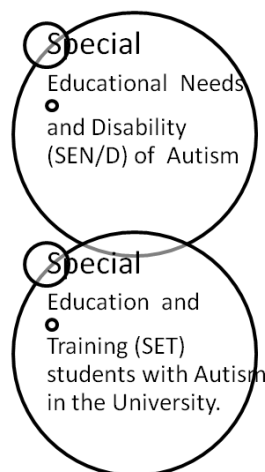 Special
Educational Needs
and Disability
(SEN/D) of Autism
Special
Education and
Training (SET)
students with Autism
in the University.